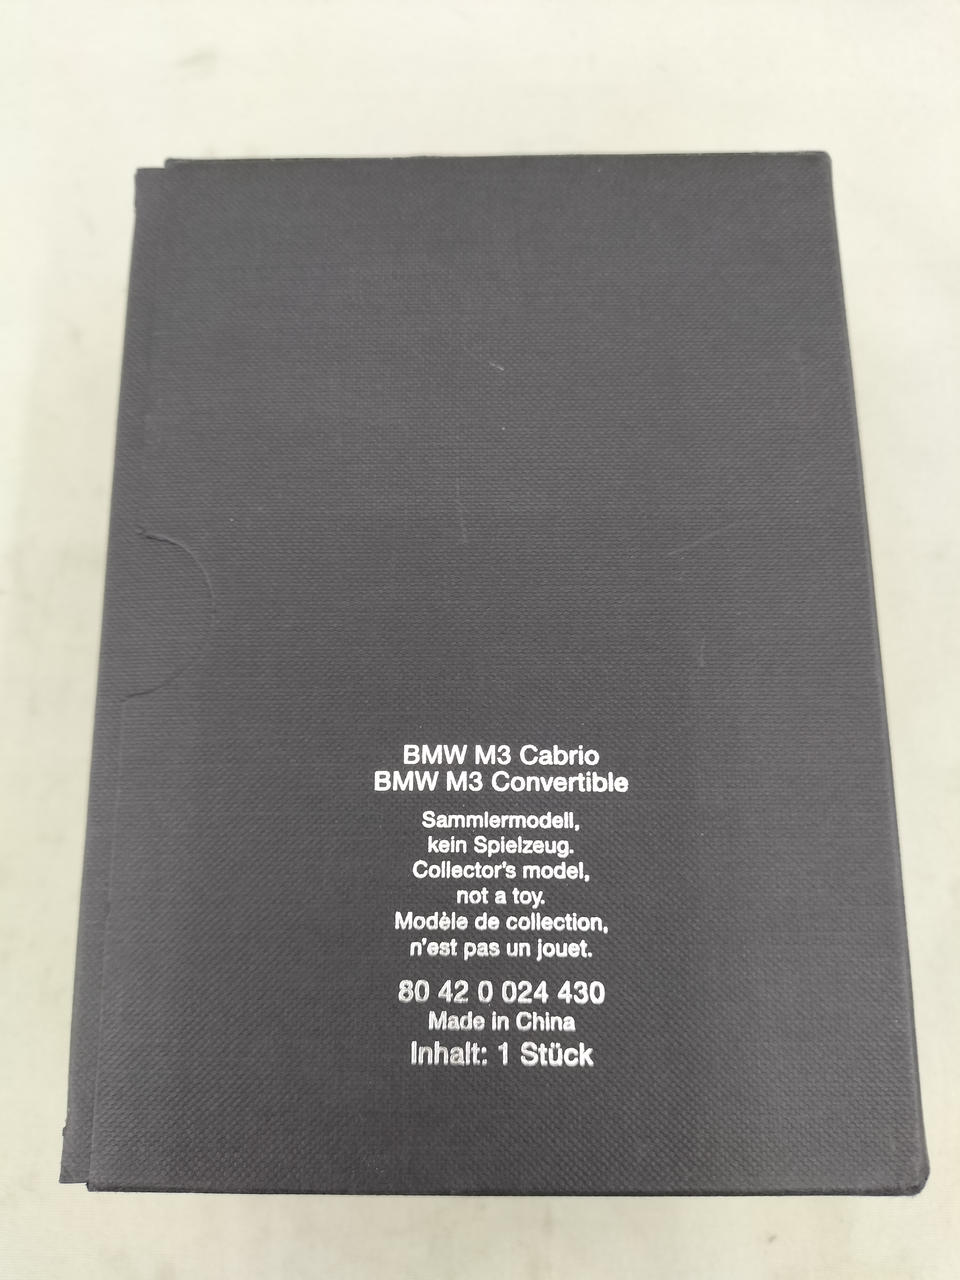 BMW M3 Cabrio
BMW M3 Convertible
Sammlermodell,
kein Spielzeug.
Collector's model,
not a toy.
Modèle de collection,
n'est pas un jouet.
80 42 0 024 430
Made in China
Inhalt: 1 Stück